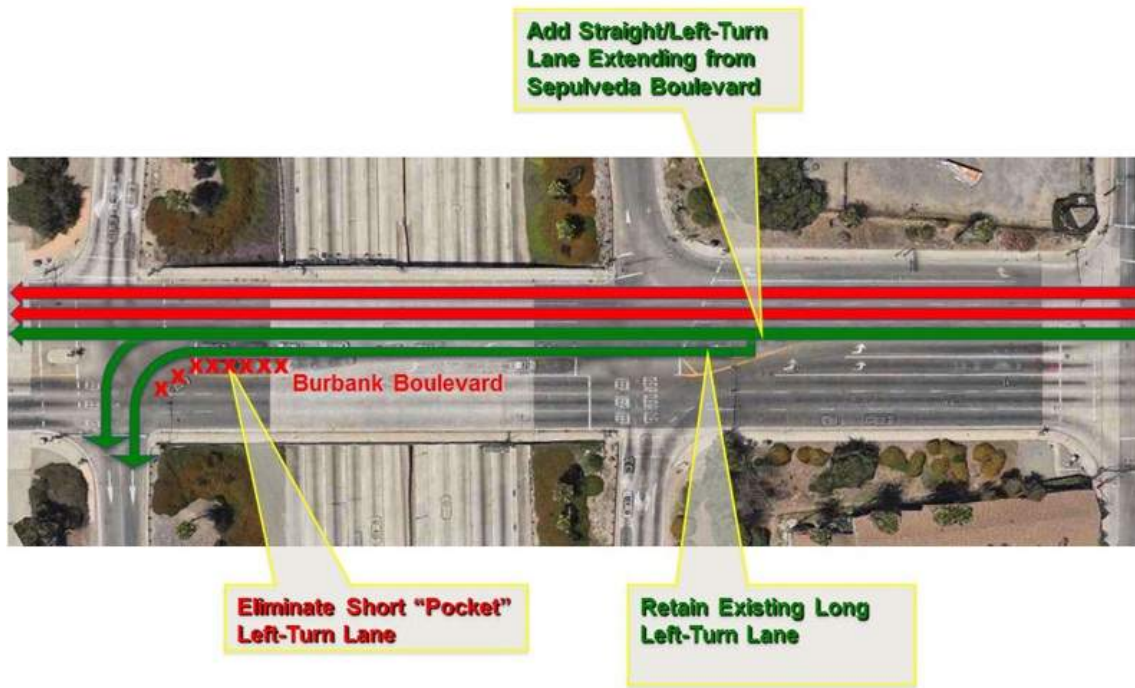 Add Straight/Left-Turn
Lane Extending from
Sepulveda Boulevard
xxxxxxxx
Burbank Boulevard
Eliminate Short “Pocket”
Left-Turn Lane
Retain Existing Long
Left-Turn Lane